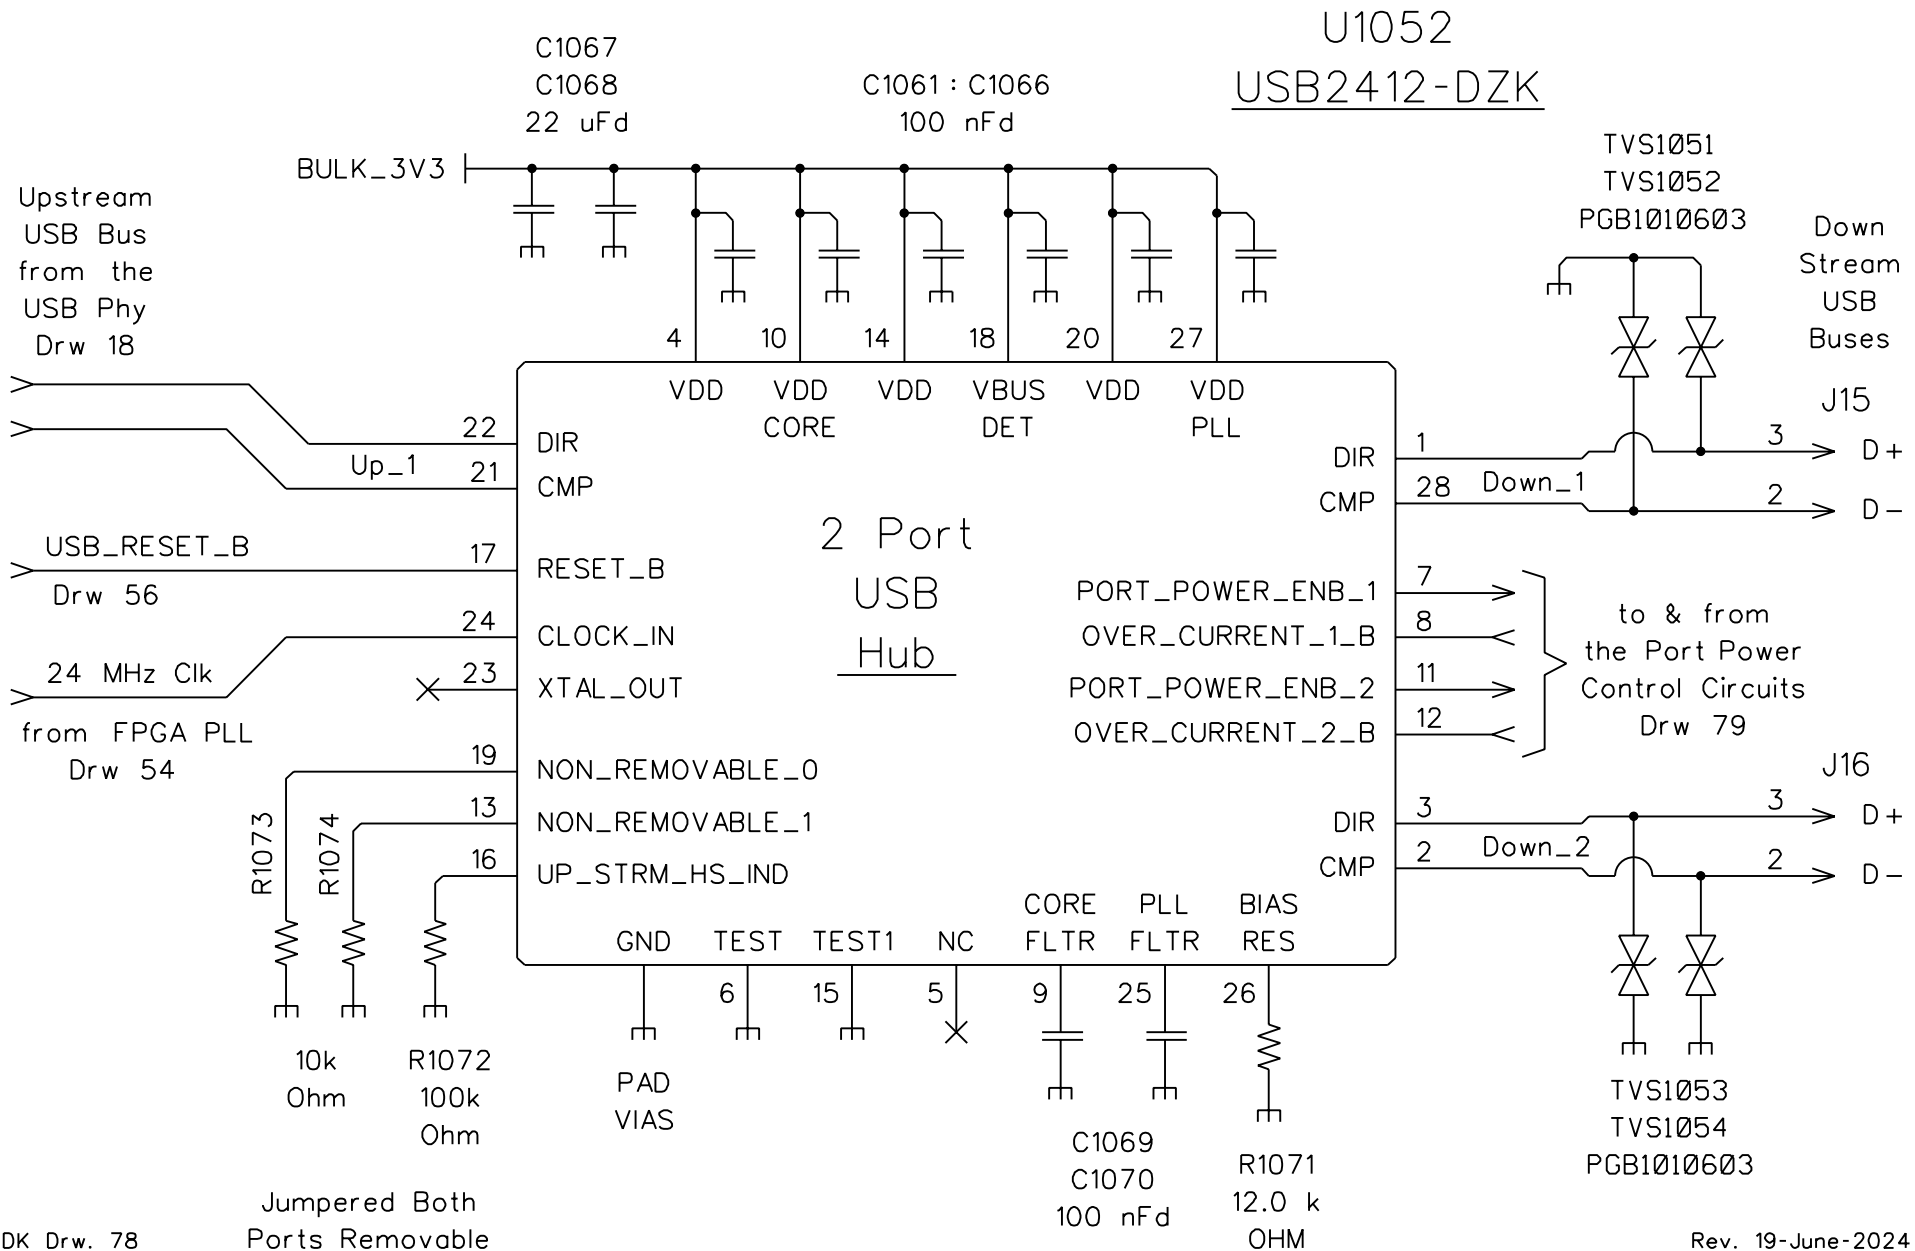 U1052
USB2412-DZK
C1067
C1068
22 uFd
C1061 : C1066
100 nFd
BULK_3V3
TVS1Ø51
TVS1Ø52
PGB1Ø1Ø6Ø3
Upstream
USB Bus
from the
USB Phy
Drw 18
Down
Stream
USB
Buses
4
10
14
18
20
27
VDD
VDD
CORE
VDD
VBUS
DET
VDD
VDD
PLL
22
DIR
Up_1
21
CMP
USB_RESET_B
17
RESET_B
Drw 56
24
CLOCK_IN
24 MHz Clk
23
XTAL_OUT
from FPGA PLL
Drw 54
19
NON_REMOVABLE_0
13
NON_REMOVABLE_1
16
UP_STRM_HS_IND
R1073
R1074
2 Port
USB
Hub
J15
DIR
1
3
D+
Down_1
CMP
28
2
D-
PORT_POWER_ENB_1
7
OVER_CURRENT_1_B
8
PORT_POWER_ENB_2
11
OVER_CURRENT_2_B
12
to & from
the Port Power
Control Circuits
Drw 79
J16
DIR
3
3
D+
Down_2
CMP
2
2
D-
GND
TEST
TEST1
NC
CORE
FLTR
PLL
FLTR
BIAS
RES
6
15
5
9
25
26
10k
Ohm
R1072
100k
Ohm
PAD
VIAS
C1069
C1070
100 nFd
R1071
12.0 k
OHM
TVS1Ø53
TVS1Ø54
PGB1Ø1Ø6Ø3
Jumpered Both
Ports Removable
DK Drw. 78
Rev. 19-June-2024